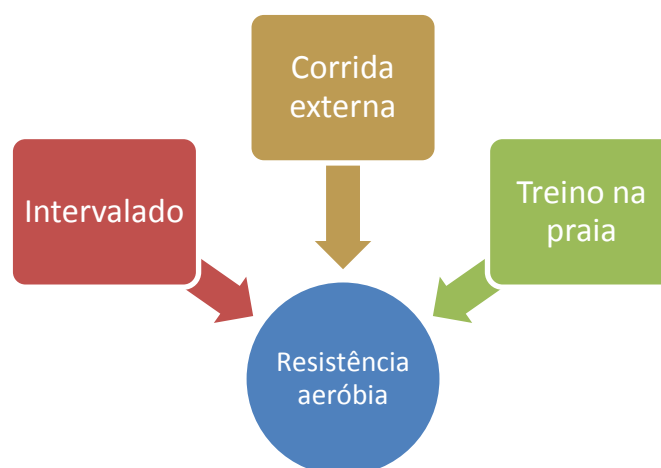 Corrida
externa
Intervalado
Treino na
praia
Resistência
aeróbia